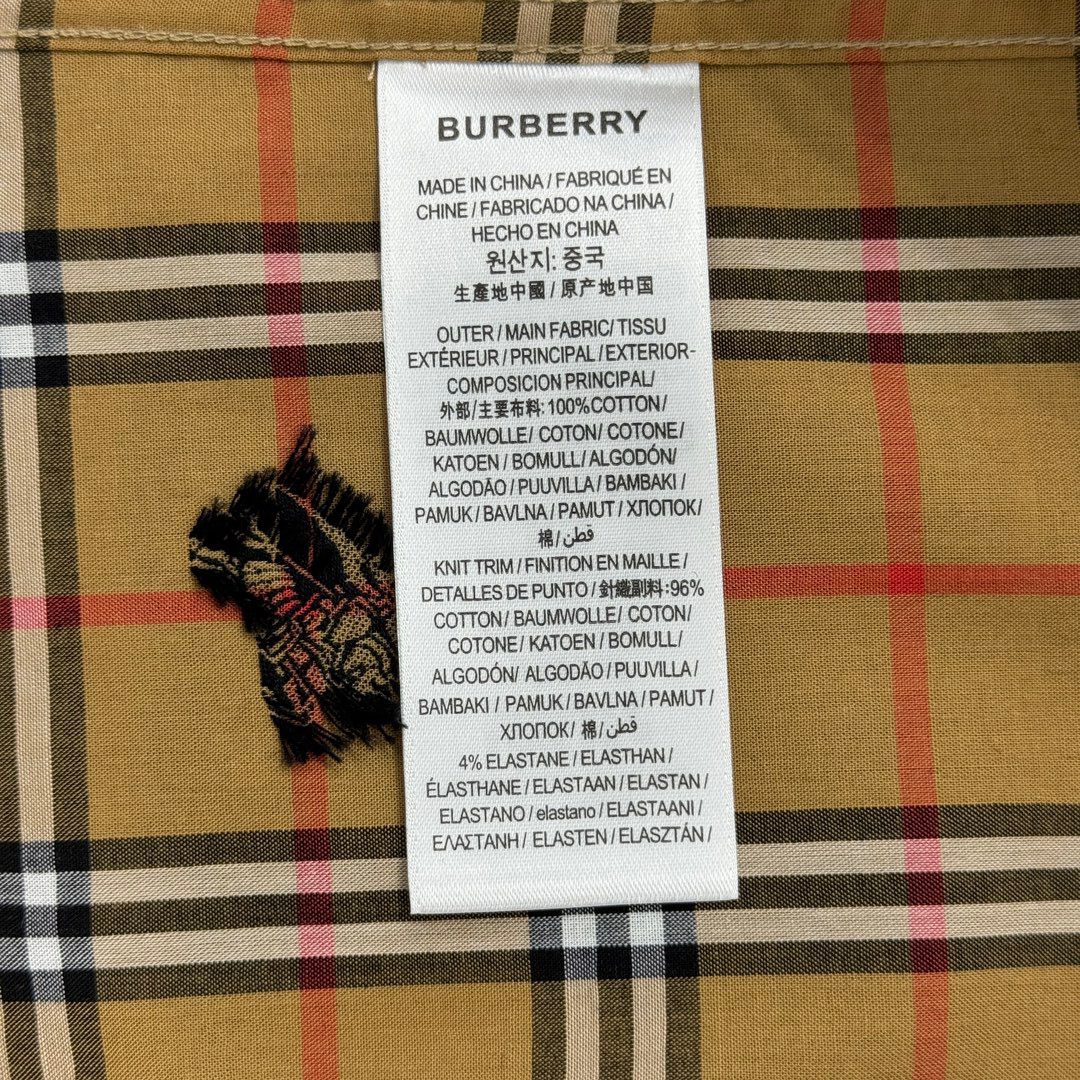 BURBERRY
MADE IN CHINA / FABRIQUÉ EN
CHINE / FABRICADO NA CHINA /
HECHO EN CHINA
원산지: 중국
生產地中國 / 原产地中国
OUTER / MAIN FABRIC/ TISSU
EXTÉRIEUR / PRINCIPAL / EXTERIOR-
COMPOSICION PRINCIPAL/
外部/主要布料: 100%COTTON /
BAUMWOLLE/ COTON/ COTONE/
KATOEN / BOMULL/ ALGODÓN/
ALGODÃO / PUUVILLA / BAMBAKI /
PAMUK / BAVLNA / PAMUT / ХЛОПОК/
棉/قطن
KNIT TRIM / FINITION EN MAILLE /
DETALLES DE PUNTO / 針織副料:96%
COTTON/ BAUMWOLLE/ COTON/
COTONE/ KATOEN/ BOMULL/
ALGODÓN/ ALGODÃO / PUUVILLA /
BAMBAKI / PAMUK / BAVLNA / PAMUT /
ХЛОПОК/ 棉/قطن
4% ELASTANE / ELASTHAN /
ÉLASTHANE / ELASTAAN / ELASTAN /
ELASTANO / elastano / ELASTAANI /
ΕΛΑΣΤΑΝΗ / ELASTEN / ELASZTÁN /